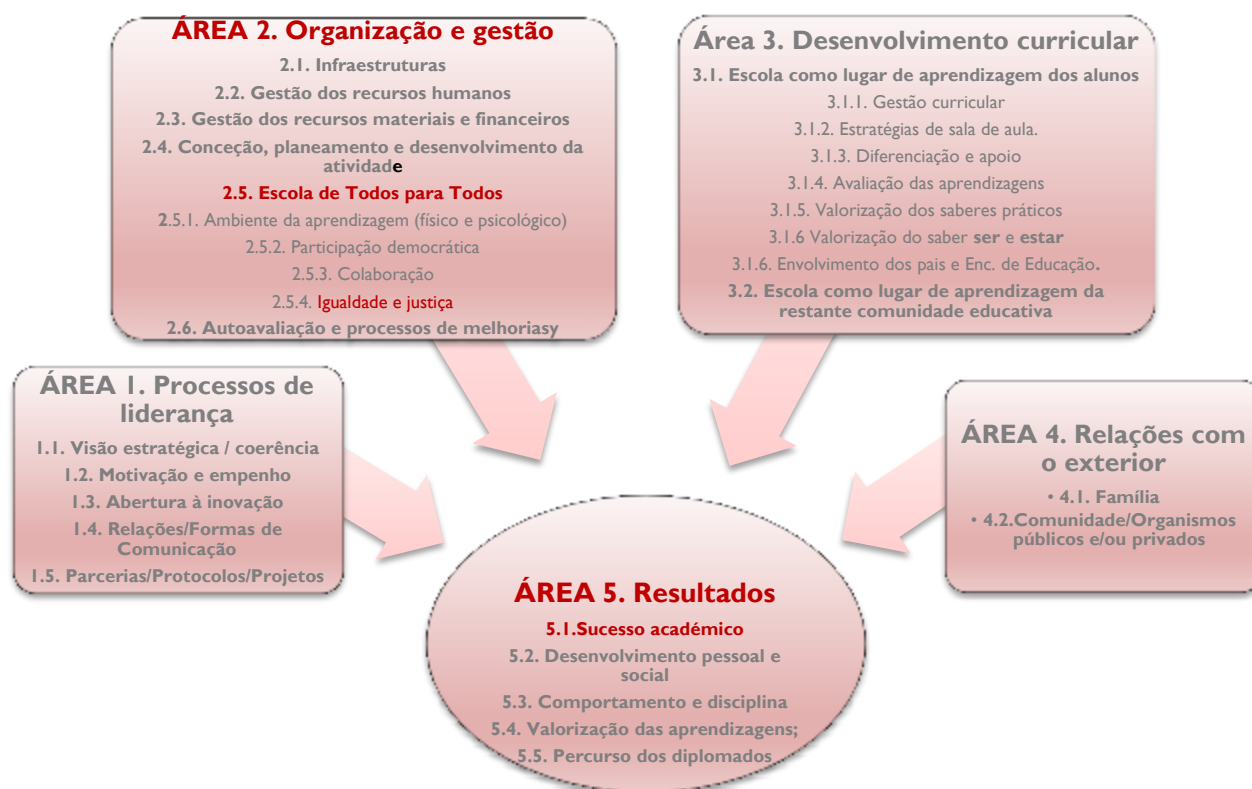 ÁREA 2. Organização e gestão
2.1. Infraestruturas
2.2. Gestão dos recursos humanos
2.3. Gestão dos recursos materiais e financeiros
2.4. Conceção, planeamento e desenvolvimento da
atividade
2.5. Escola de Todos para Todos
2.5.1. Ambiente da aprendizagem (físico e psicológico)
2.5.2. Participação democrática
2.5.3. Colaboração
2.5.4. Igualdade e justiça
2.6. Autoavaliação e processos de melhoriasy
Área 3. Desenvolvimento curricular
3.1. Escola como lugar de aprendizagem dos alunos
3.1.1. Gestão curricular
3.1.2. Estratégias de sala de aula.
3.1.3. Diferenciação e apoio
3.1.4. Avaliação das aprendizagens
3.1.5. Valorização dos saberes práticos
3.1.6 Valorização do saber ser e estar
3.1.6. Envolvimento dos pais e Enc. de Educação.
3.2. Escola como lugar de aprendizagem da
restante comunidade educativa
ÁREA 1. Processos de
liderança
1.1. Visão estratégica / coerência
1.2. Motivação e empenho
1.3. Abertura à inovação
1.4. Relações/Formas de
Comunicação
1.5. Parcerias/Protocolos/Projetos
ÁREA 4. Relações com
o exterior
• 4.1. Família
• 4.2.Comunidade/Organismos
públicos e/ou privados
ÁREA 5. Resultados
5.1.Sucesso académico
5.2. Desenvolvimento pessoal e
social
5.3. Comportamento e disciplina
5.4. Valorização das aprendizagens;
5.5. Percurso dos diplomados